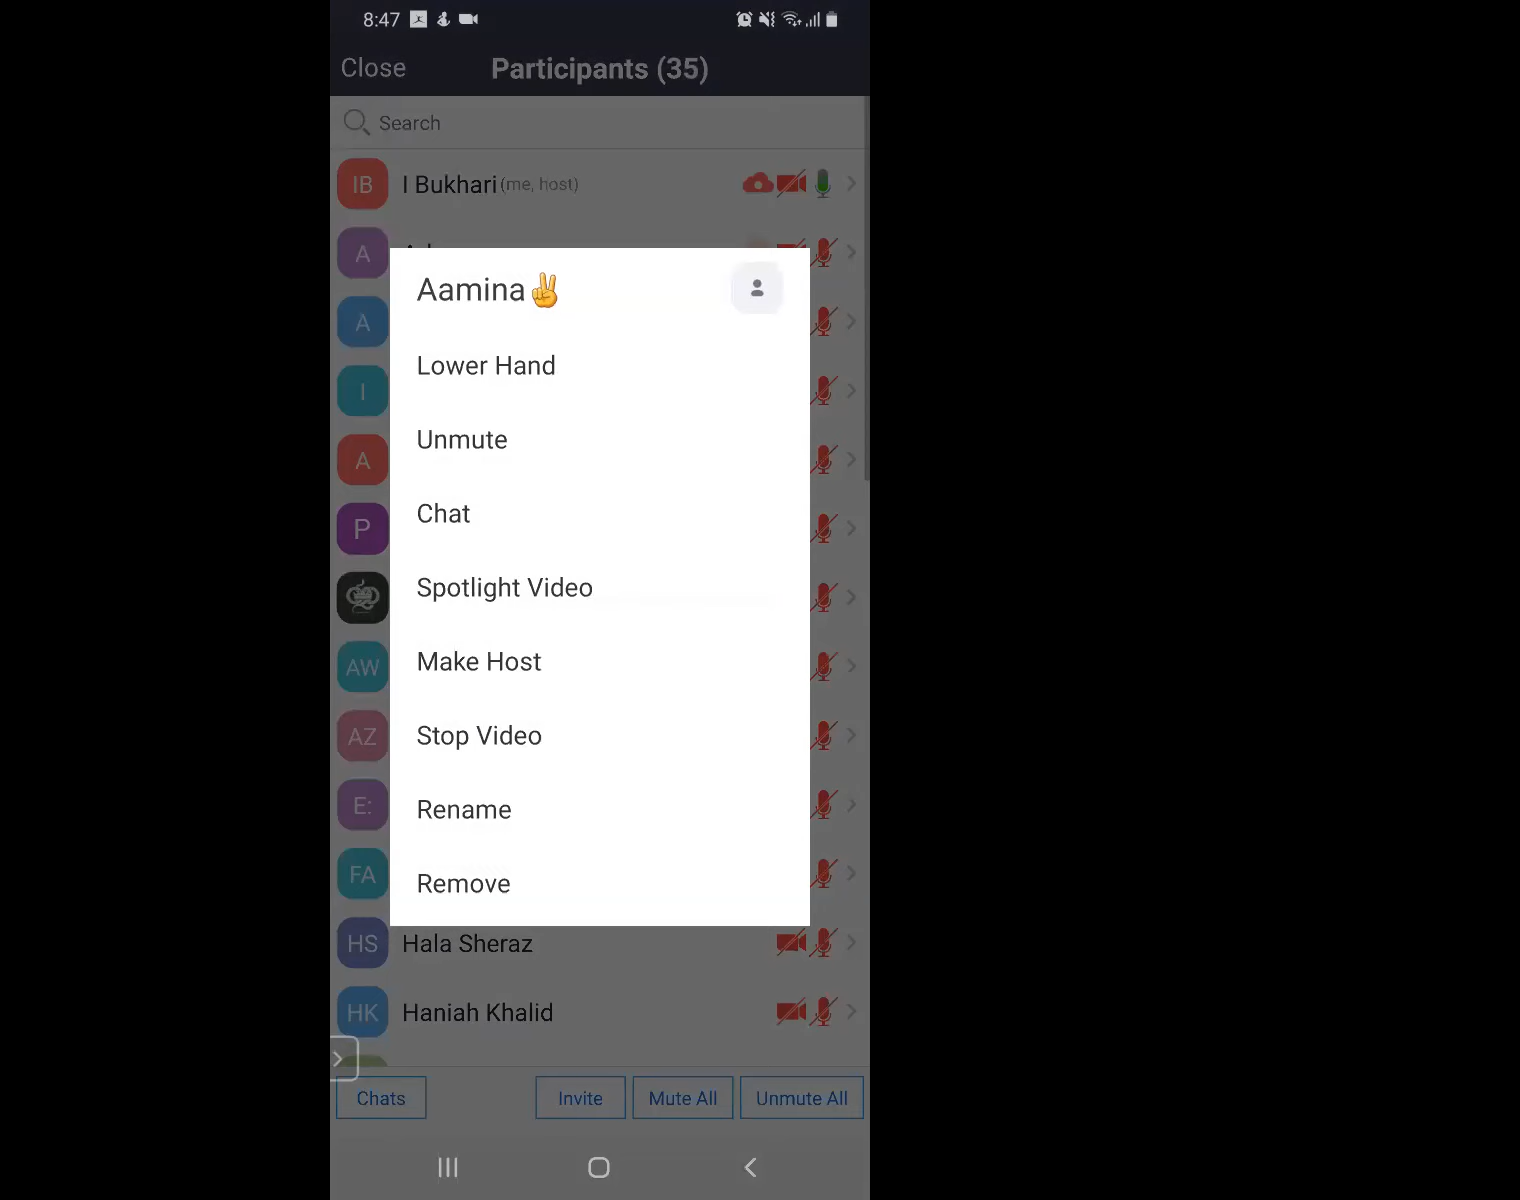 8:47
Close Participants (35)
Search
IB I Bukhari (me, host)
A
Aamina✌
A
Lower Hand
I
Unmute
A
Chat
P
Spotlight Video
Make Host
AW
Stop Video
AZ
Rename
E:
Remove
FA
HS Hala Sheraz
HK Haniah Khalid
Chats Invite Mute All Unmute All